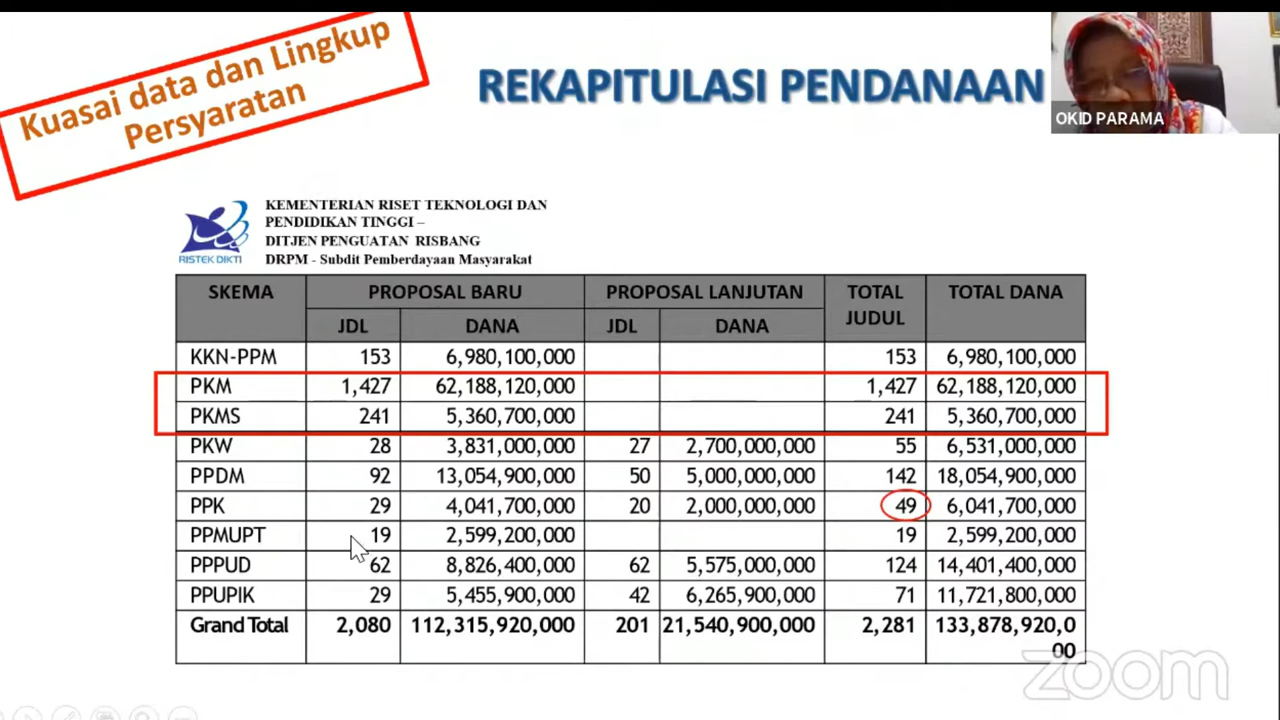 Kuasai data dan Lingkup
Persyaratan
REKAPITULASI PENDANAAN
OKID PARAMA
RISTEK DIKTI
KEMENTERIAN RISET TEKNOLOGI DAN
PENDIDIKAN TINGGI –
DITJEN PENGUATAN RISBANG
DRPM - Subdit Pemberdayaan Masyarakat
SKEMA PROPOSAL BARU PROPOSAL LANJUTAN TOTAL JUDUL TOTAL DANA
JDL DANA JDL DANA
KKN-PPM 153 6,980,100,000 153 6,980,100,000
PKM 1,427 62,188,120,000 1,427 62,188,120,000
PKMS 241 5,360,700,000 241 5,360,700,000
PKW 28 3,831,000,000 27 2,700,000,000 55 6,531,000,000
PPDM 92 13,054,900,000 50 5,000,000,000 142 18,054,900,000
PPK 29 4,041,700,000 20 2,000,000,000 49 6,041,700,000
PPMUPT 19 2,599,200,000 19 2,599,200,000
PPPUD 62 8,826,400,000 62 5,575,000,000 124 14,401,400,000
PPUPIK 29 5,455,900,000 42 6,265,900,000 71 11,721,800,000
Grand Total 2,080 112,315,920,000 201 21,540,900,000 2,281 133,878,920,0
00
zoom